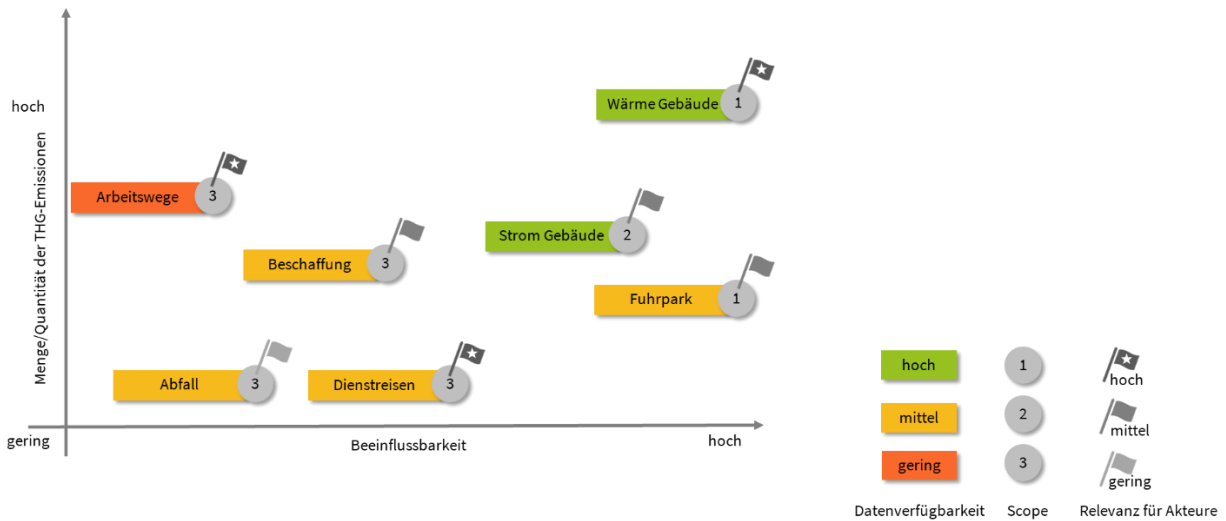 hoch
Menge/Quantität der THG-Emissionen
gering
Beeinflussbarkeit
hoch
Wärme Gebäude
1
Arbeitswege
3
Strom Gebäude
2
Beschaffung
3
Fuhrpark
1
Abfall
3
Dienstreisen
3
hoch
1
hoch
mittel
2
mittel
gering
3
gering
Datenverfügbarkeit
Scope
Relevanz für Akteure